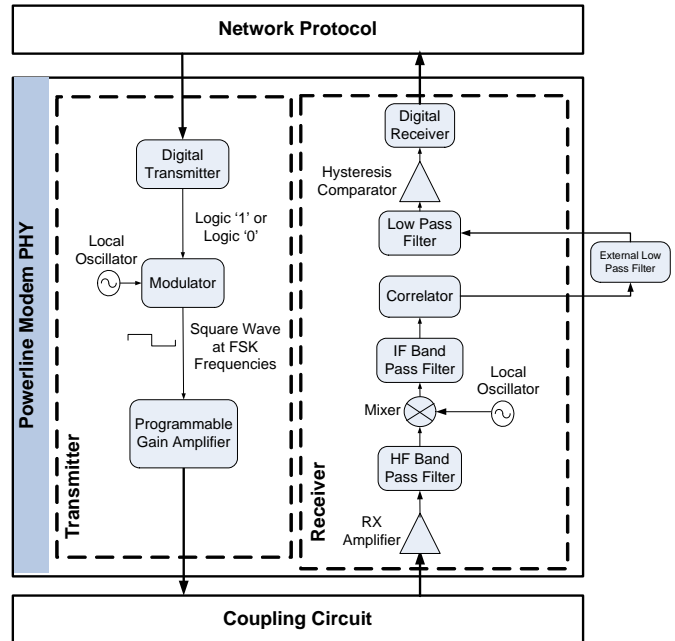 Network Protocol
Powerline Modem PHY
Transmitter
Digital
Transmitter
Logic ‘1’ or
Logic ‘0’
Local
Oscillator
Modulator
Square Wave
at FSK
Frequencies
Programmable
Gain Amplifier
Receiver
Digital
Receiver
Hysteresis
Comparator
Low Pass
Filter
External Low
Pass Filter
Correlator
IF Band
Pass Filter
Local
Oscillator
Mixer
HF Band
Pass Filter
RX
Amplifier
Coupling Circuit